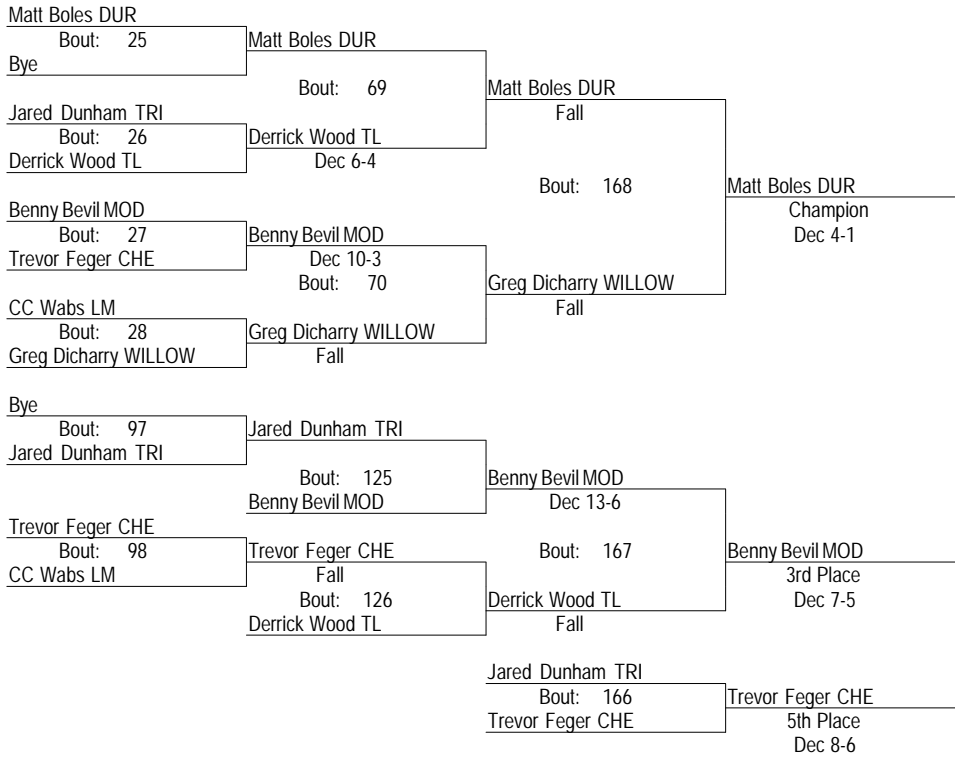 Matt Boles DUR
Bout: 25
Matt Boles DUR
Bye
Bout: 69
Matt Boles DUR
Jared Dunham TRI
Fall
Bout: 26
Derrick Wood TL
Derrick Wood TL
Dec 6-4
Bout: 168
Matt Boles DUR
Benny Bevil MOD
Champion
Bout: 27
Benny Bevil MOD
Dec 4-1
Trevor Feger CHE
Dec 10-3
Bout: 70
Greg Dicharry WILLOW
CC Wabs LM
Fall
Bout: 28
Greg Dicharry WILLOW
Greg Dicharry WILLOW
Fall
Bye
Bout: 97
Jared Dunham TRI
Jared Dunham TRI
Bout: 125
Benny Bevil MOD
Benny Bevil MOD
Dec 13-6
Trevor Feger CHE
Bout: 98
Trevor Feger CHE
Bout: 167
Benny Bevil MOD
CC Wabs LM
Fall
3rd Place
Bout: 126
Derrick Wood TL
Dec 7-5
Derrick Wood TL
Fall
Jared Dunham TRI
Bout: 166
Trevor Feger CHE
Trevor Feger CHE
5th Place
Dec 8-6